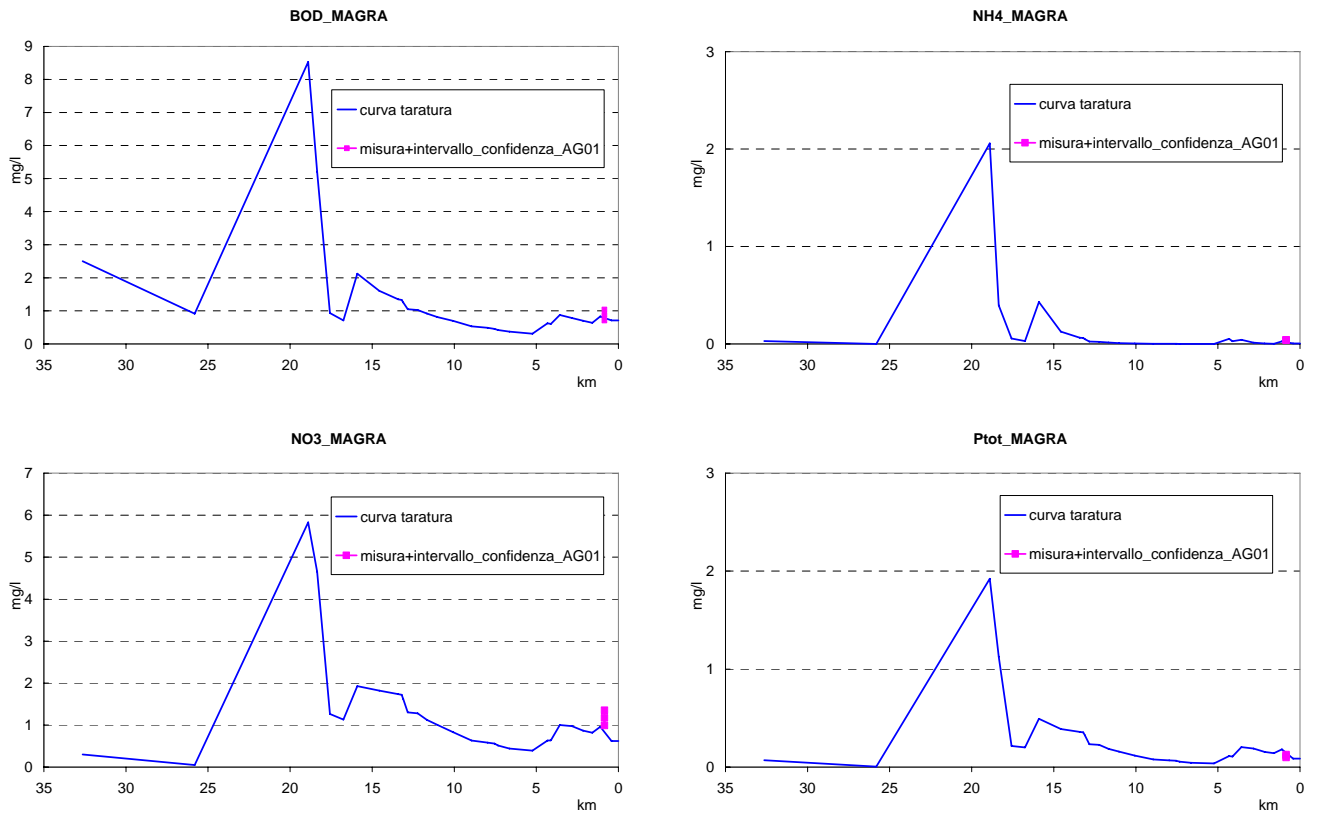 BOD_MAGRA
9
8
7
6
5
4
3
2
1
0
mg/l
curva taratura
misura+intervallo_confidenza_AG01
35 30 25 20 15 10 5 0
km
NH4_MAGRA
3
2
1
0
mg/l
curva taratura
misura+intervallo_confidenza_AG01
35 30 25 20 15 10 5 0
km
NO3_MAGRA
7
6
5
4
3
2
1
0
mg/l
curva taratura
misura+intervallo_confidenza_AG01
35 30 25 20 15 10 5 0
km
Ptot_MAGRA
3
2
1
0
mg/l
curva taratura
misura+intervallo_confidenza_AG01
35 30 25 20 15 10 5 0
km